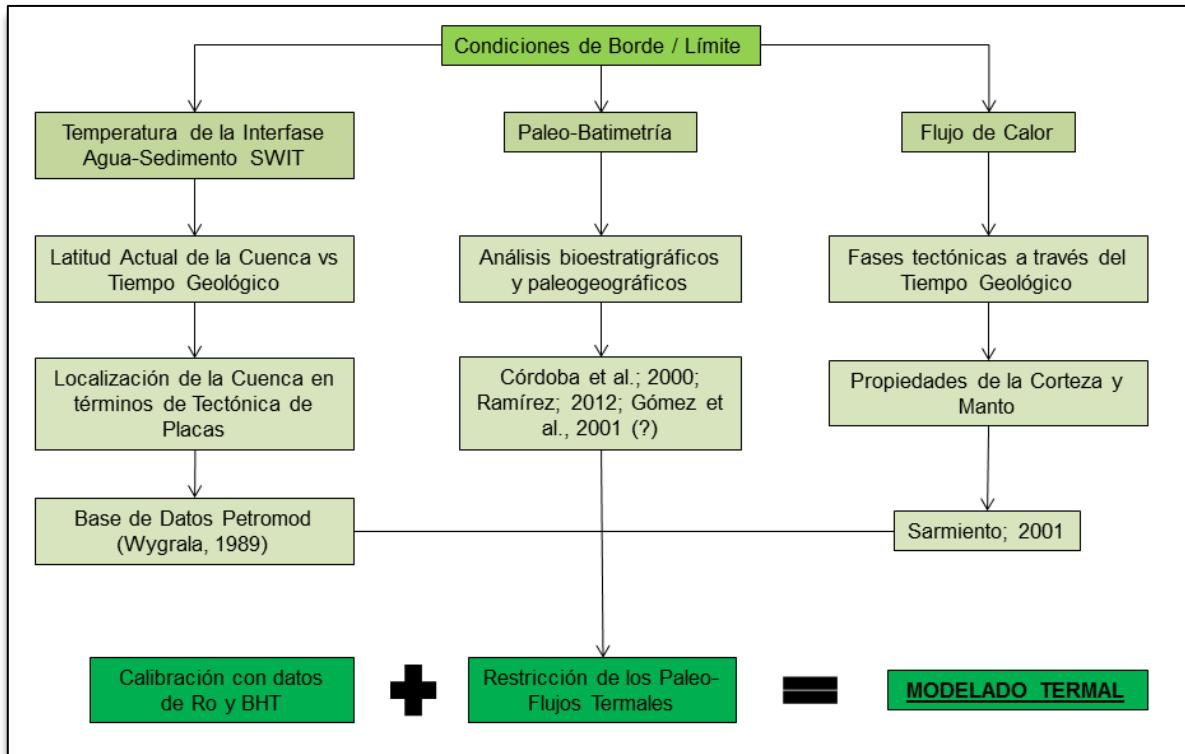 Condiciones de Borde / Límite
Temperatura de la Interfase
Agua-Sedimento SWIT
Paleo-Batimetría
Flujo de Calor
Latitud Actual de la Cuenca vs
Tiempo Geológico
Análisis bioestratigráficos
y paleogeográficos
Fases tectónicas a través del
Tiempo Geológico
Localización de la Cuenca en
términos de Tectónica de
Placas
Córdoba et al.; 2000;
Ramírez; 2012; Gómez et
al., 2001 (?)
Propiedades de la Corteza y
Manto
Base de Datos Petromod
(Wygrala, 1989)
Sarmiento; 2001
Calibración con datos
de Ro y BHT
Restricción de los Paleo-
Flujos Termales
MODELADO TERMAL